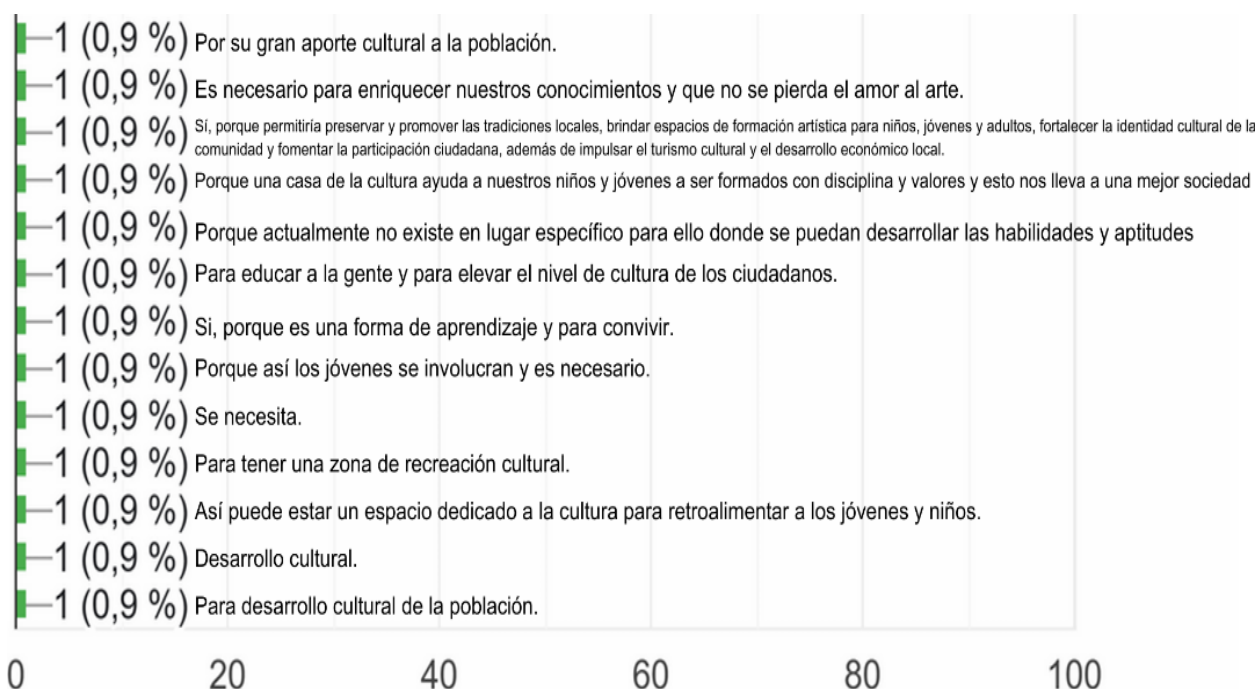 1 (0,9 %) Por su gran aporte cultural a la población.
1 (0,9 %) Es necesario para enriquecer nuestros conocimientos y que no se pierda el amor al arte.
1 (0,9 %) Sí, porque permitiría preservar y promover las tradiciones locales, brindar espacios de formación artística para niños, jóvenes y adultos, fortalecer la identidad cultural de la
comunidad y fomentar la participación ciudadana, además de impulsar el turismo cultural y el desarrollo económico local.
1 (0,9 %) Porque una casa de la cultura ayuda a nuestros niños y jóvenes a ser formados con disciplina y valores y esto nos lleva a una mejor sociedad
1 (0,9 %) Porque actualmente no existe en lugar específico para ello donde se puedan desarrollar las habilidades y aptitudes
1 (0,9 %) Para educar a la gente y para elevar el nivel de cultura de los ciudadanos.
1 (0,9 %) Si, porque es una forma de aprendizaje y para convivir.
1 (0,9 %) Porque así los jóvenes se involucran y es necesario.
1 (0,9 %) Se necesita.
1 (0,9 %) Para tener una zona de recreación cultural.
1 (0,9 %) Así puede estar un espacio dedicado a la cultura para retroalimentar a los jóvenes y niños.
1 (0,9 %) Desarrollo cultural.
1 (0,9 %) Para desarrollo cultural de la población.
0 20 40 60 80 100